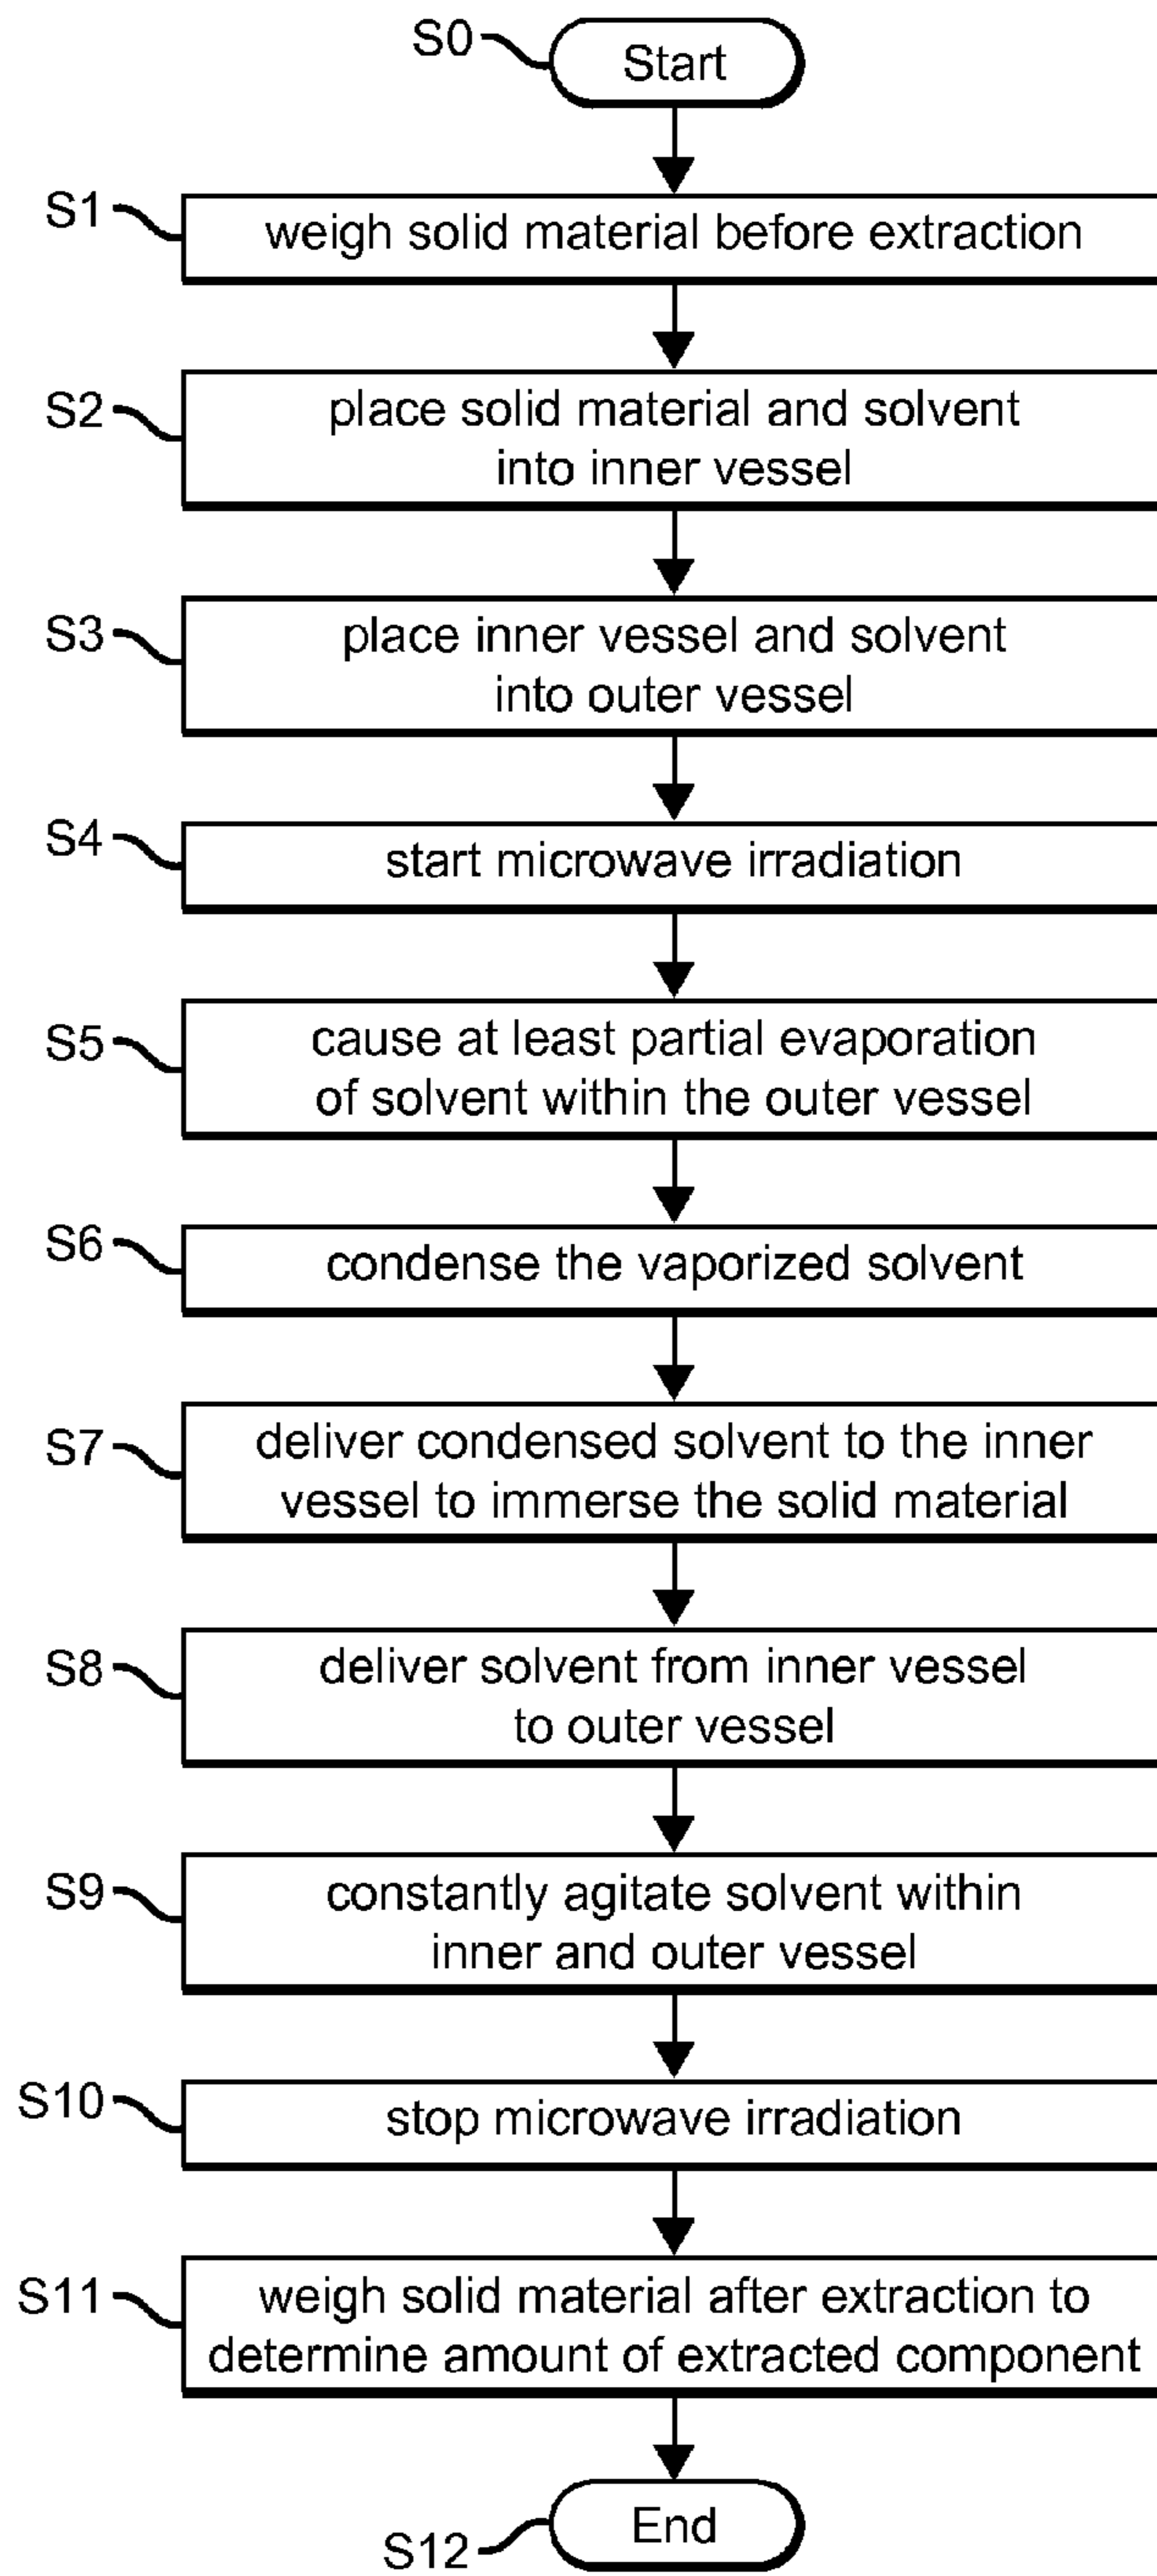 S0
Start
S1
weigh solid material before extraction
S2
place solid material and solvent
into inner vessel
S3
place inner vessel and solvent
into outer vessel
S4
start microwave irradiation
S5
cause at least partial evaporation
of solvent within the outer vessel
S6
condense the vaporized solvent
S7
deliver condensed solvent to the inner
vessel to immerse the solid material
S8
deliver solvent from inner vessel
to outer vessel
S9
constantly agitate solvent within
inner and outer vessel
S10
stop microwave irradiation
S11
weigh solid material after extraction to
determine amount of extracted component
End
S12